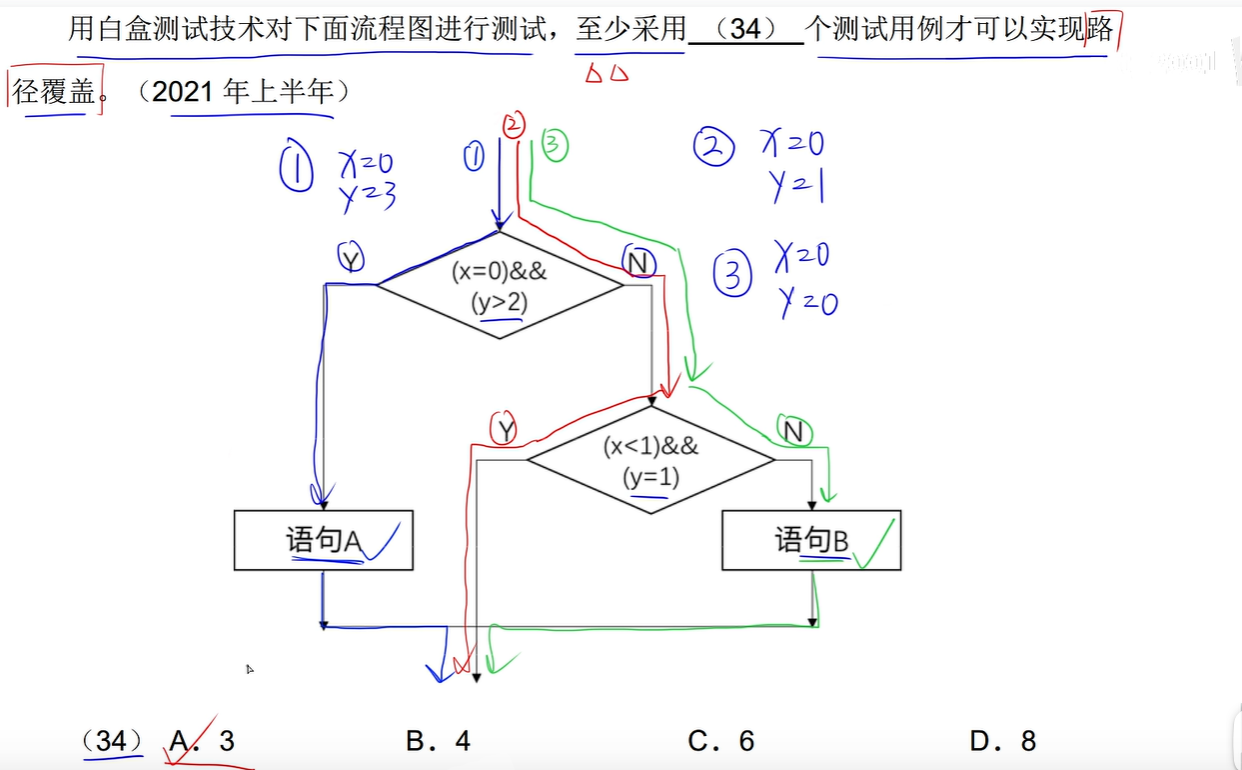 用白盒测试技术对下面流程图进行测试，至少采用（34）个测试用例才可以实现路
径覆盖。（2021 年上半年）
② 
① ③
① x=0
y=3
② x=0
y=1
Y
(x=0)&&
(y>2)
N
③ x=0
y=0
Y
(x<1)&&
(y=1)
N
语句A
语句B
（34） A. 3 B. 4 C. 6 D. 8